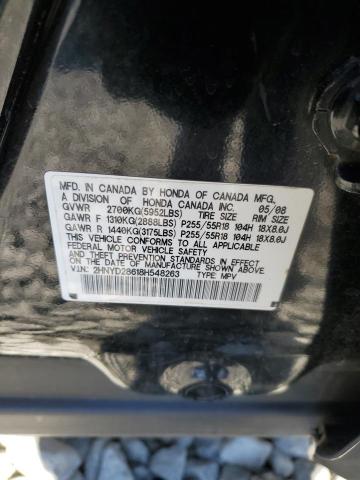 MFD. IN CANADA BY HONDA OF CANADA MFG.
A DIVISION OF HONDA CANADA INC. 05/08
GVWR 2700KG(5952LBS) TIRE SIZE RIM SIZE
GAWR F 1310KG(2888LBS) P255/55R18 104H 18X8.0J
GAWR R 1440KG(3175LBS) P255/55R18 104H 18X8.0J
THIS VEHICLE CONFORMS TO ALL APPLICABLE
FEDERAL MOTOR VEHICLE SAFETY
AND THEFT PREVENTION STANDARDS IN EFFECT
ON THE DATE OF MANUFACTURE SHOWN ABOVE.
V.I.N: 2HNYD28618H548263 TYPE: MPV